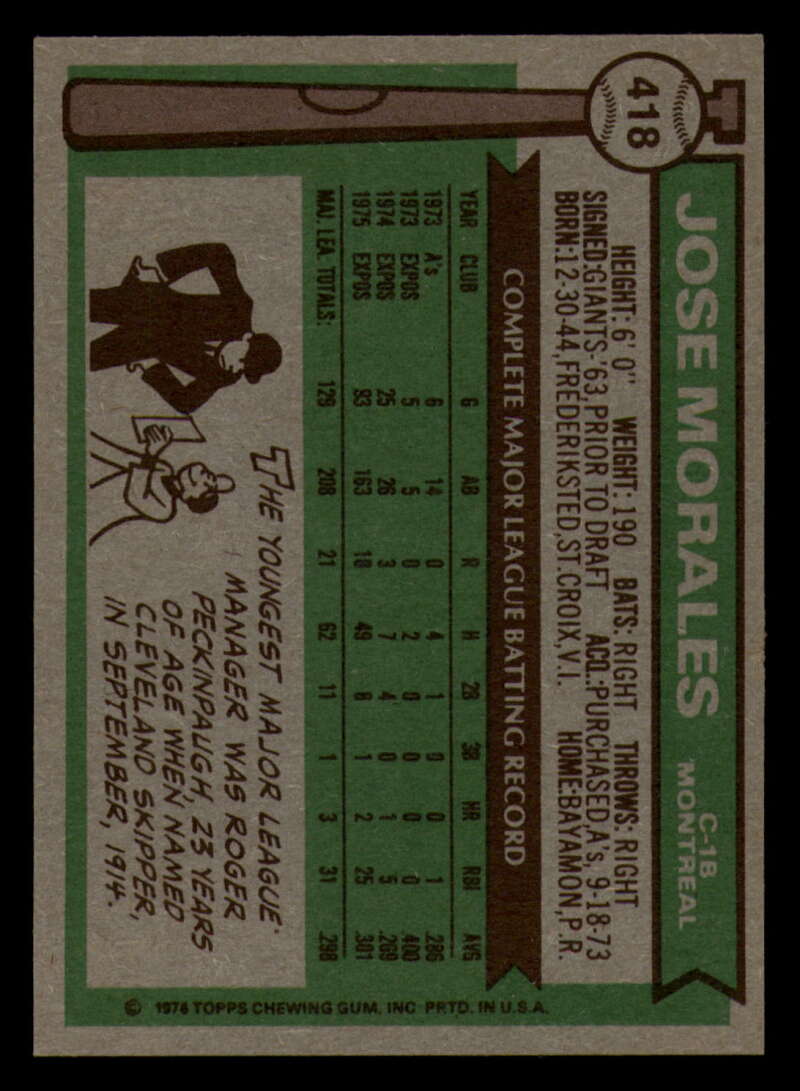 418
JOSE MORALES
C-1B
MONTREAL
HEIGHT: 6' 0" WEIGHT: 190 BATS: RIGHT THROWS: RIGHT
SIGNED: GIANTS-'63, PRIOR TO DRAFT ACQ.: PURCHASED, A's, 9-18-73
BORN: 12-30-44, FREDERIKSTED, ST. CROIX, V.I. HOME: BAYAMON, P.R.
COMPLETE MAJOR LEAGUE BATTING RECORD
YEAR CLUB G AB R H 2B 3B HR RBI AVG
1973 A's 6 14 0 4 1 0 0 1 .286
1973 EXPOS 5 5 0 2 0 0 0 0 .400
1974 EXPOS 25 26 3 7 4 0 1 5 .269
1975 EXPOS 93 163 18 49 6 1 2 25 .301
MAJ. LEA. TOTALS: 129 208 21 62 11 1 3 31 .298
THE YOUNGEST MAJOR LEAGUE
MANAGER WAS ROGER
PECKINPAUGH, 23 YEARS
OF AGE WHEN NAMED
CLEVELAND SKIPPER,
IN SEPTEMBER, 1914.
© 1976 TOPPS CHEWING GUM, INC. PRTD. IN U.S.A.